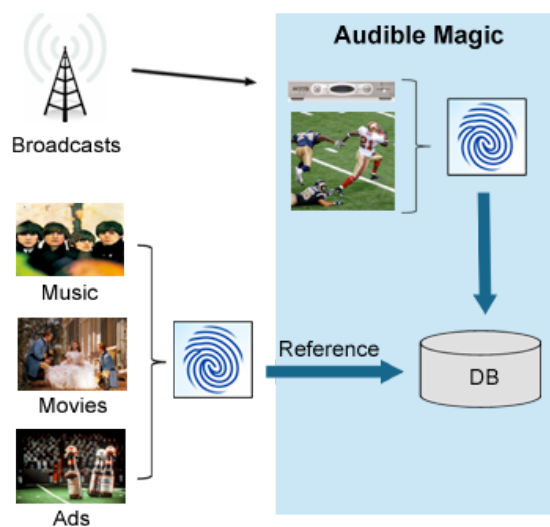 Audible Magic
Broadcasts
Music
Movies
Ads
Reference
DB